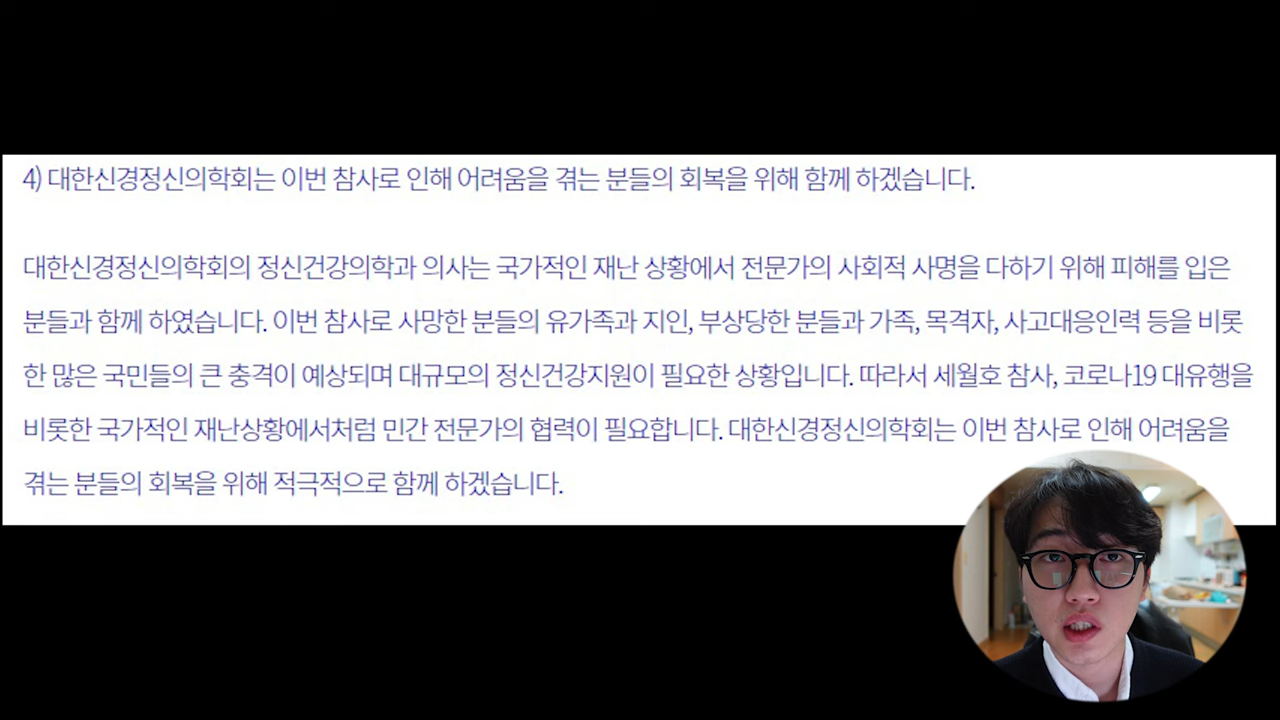 4) 대한신경정신의학회는 이번 참사로 인해 어려움을 겪는 분들의 회복을 위해 함께 하겠습니다.
대한신경정신의학회의 정신건강의학과 의사는 국가적인 재난 상황에서 전문가의 사회적 사명을 다하기 위해 피해를 입은
분들과 함께 하였습니다. 이번 참사로 사망한 분들의 유가족과 지인, 부상당한 분들과 가족, 목격자, 사고대응인력 등을 비롯
한 많은 국민들의 큰 충격이 예상되며 대규모의 정신건강지원이 필요한 상황입니다. 따라서 세월호 참사, 코로나19 대유행을
비롯한 국가적인 재난상황에서처럼 민간 전문가의 협력이 필요합니다. 대한신경정신의학회는 이번 참사로 인해 어려움을
겪는 분들의 회복을 위해 적극적으로 함께 하겠습니다.